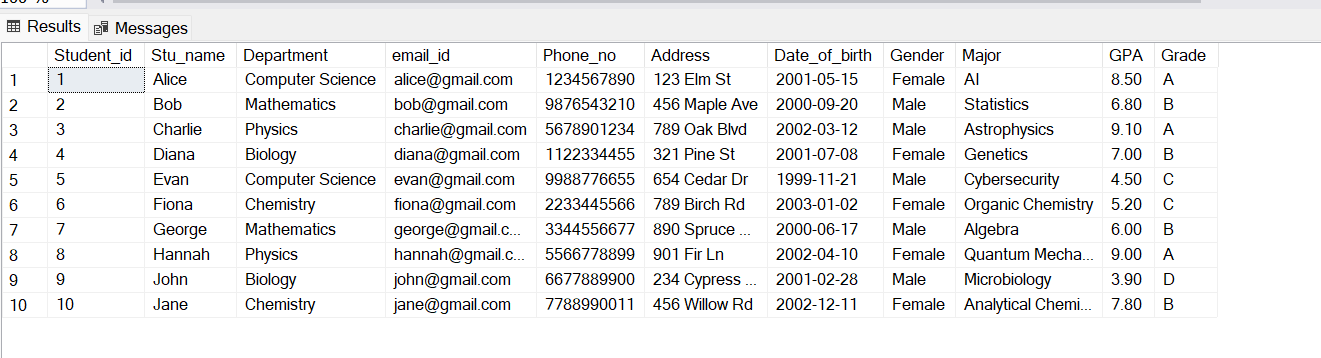 Results Messages
Student_id Stu_name Department email_id Phone_no Address Date_of_birth Gender Major GPA Grade
1 1 Alice Computer Science alice@gmail.com 1234567890 123 Elm St 2001-05-15 Female AI 8.50 A
2 2 Bob Mathematics bob@gmail.com 9876543210 456 Maple Ave 2000-09-20 Male Statistics 6.80 B
3 3 Charlie Physics charlie@gmail.com 5678901234 789 Oak Blvd 2002-03-12 Male Astrophysics 9.10 A
4 4 Diana Biology diana@gmail.com 1122334455 321 Pine St 2001-07-08 Female Genetics 7.00 B
5 5 Evan Computer Science evan@gmail.com 9988776655 654 Cedar Dr 1999-11-21 Male Cybersecurity 4.50 C
6 6 Fiona Chemistry fiona@gmail.com 2233445566 789 Birch Rd 2003-01-02 Female Organic Chemistry 5.20 C
7 7 George Mathematics george@gmail.c... 3344556677 890 Spruce ... 2000-06-17 Male Algebra 6.00 B
8 8 Hannah Physics hannah@gmail.c... 5566778899 901 Fir Ln 2002-04-10 Female Quantum Mecha... 9.00 A
9 9 John Biology john@gmail.com 6677889900 234 Cypress ... 2001-02-28 Male Microbiology 3.90 D
10 10 Jane Chemistry jane@gmail.com 7788990011 456 Willow Rd 2002-12-11 Female Analytical Chemi... 7.80 B